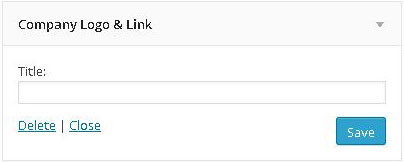 Company Logo & Link
Title:
Delete | Close
Save